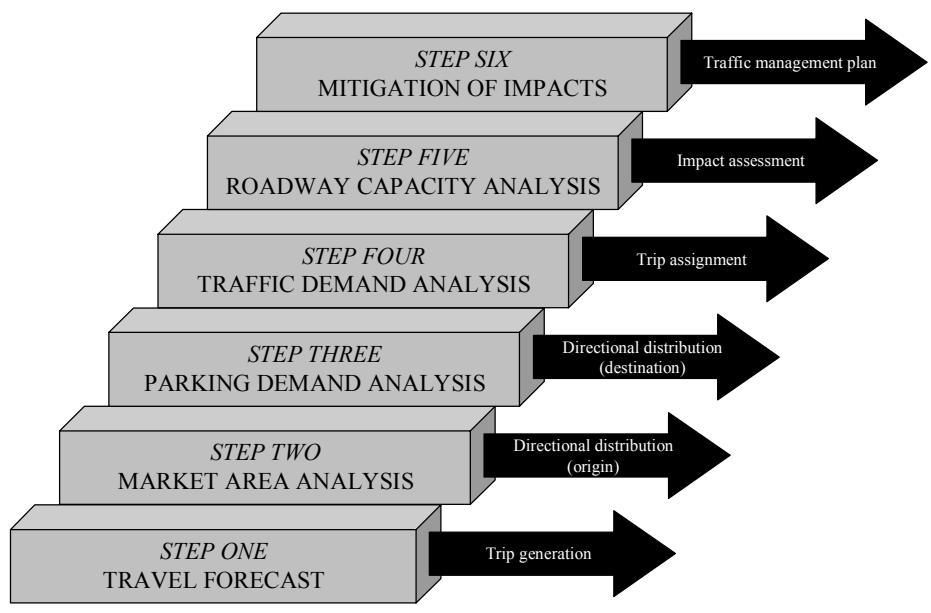 STEP SIX
MITIGATION OF IMPACTS
Traffic management plan
STEP FIVE
ROADWAY CAPACITY ANALYSIS
Impact assessment
STEP FOUR
TRAFFIC DEMAND ANALYSIS
Trip assignment
STEP THREE
PARKING DEMAND ANALYSIS
Directional distribution
(destination)
STEP TWO
MARKET AREA ANALYSIS
Directional distribution
(origin)
STEP ONE
TRAVEL FORECAST
Trip generation